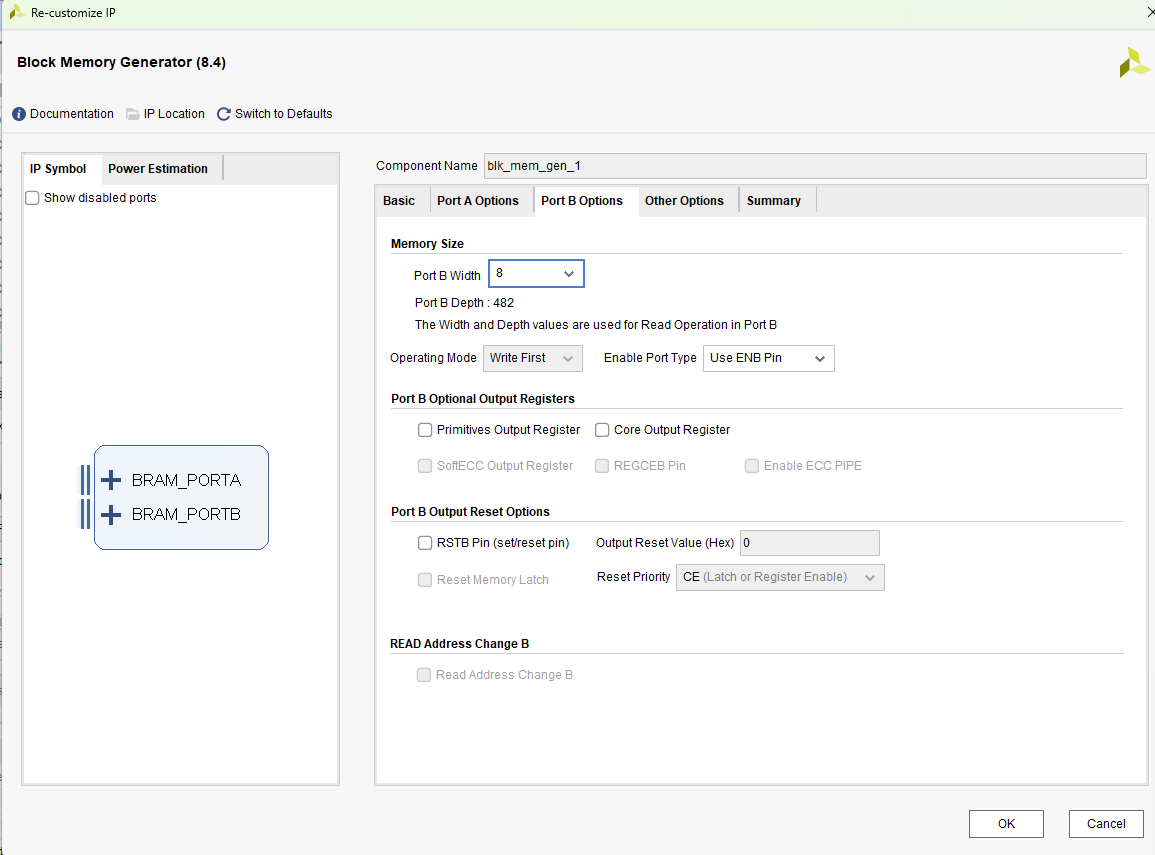 Re-customize IP
Block Memory Generator (8.4)
Documentation IP Location Switch to Defaults
IP Symbol Power Estimation
Show disabled ports
BRAM_PORTA
BRAM_PORTB
Component Name blk_mem_gen_1
Basic Port A Options Port B Options Other Options Summary
Memory Size
Port B Width 8
Port B Depth : 482
The Width and Depth values are used for Read Operation in Port B
Operating Mode Write First Enable Port Type Use ENB Pin
Port B Optional Output Registers
Primitives Output Register Core Output Register
SoftECC Output Register REGCEB Pin Enable ECC PIPE
Port B Output Reset Options
RSTB Pin (set/reset pin) Output Reset Value (Hex) 0
Reset Memory Latch Reset Priority CE (Latch or Register Enable)
READ Address Change B
Read Address Change B
OK Cancel